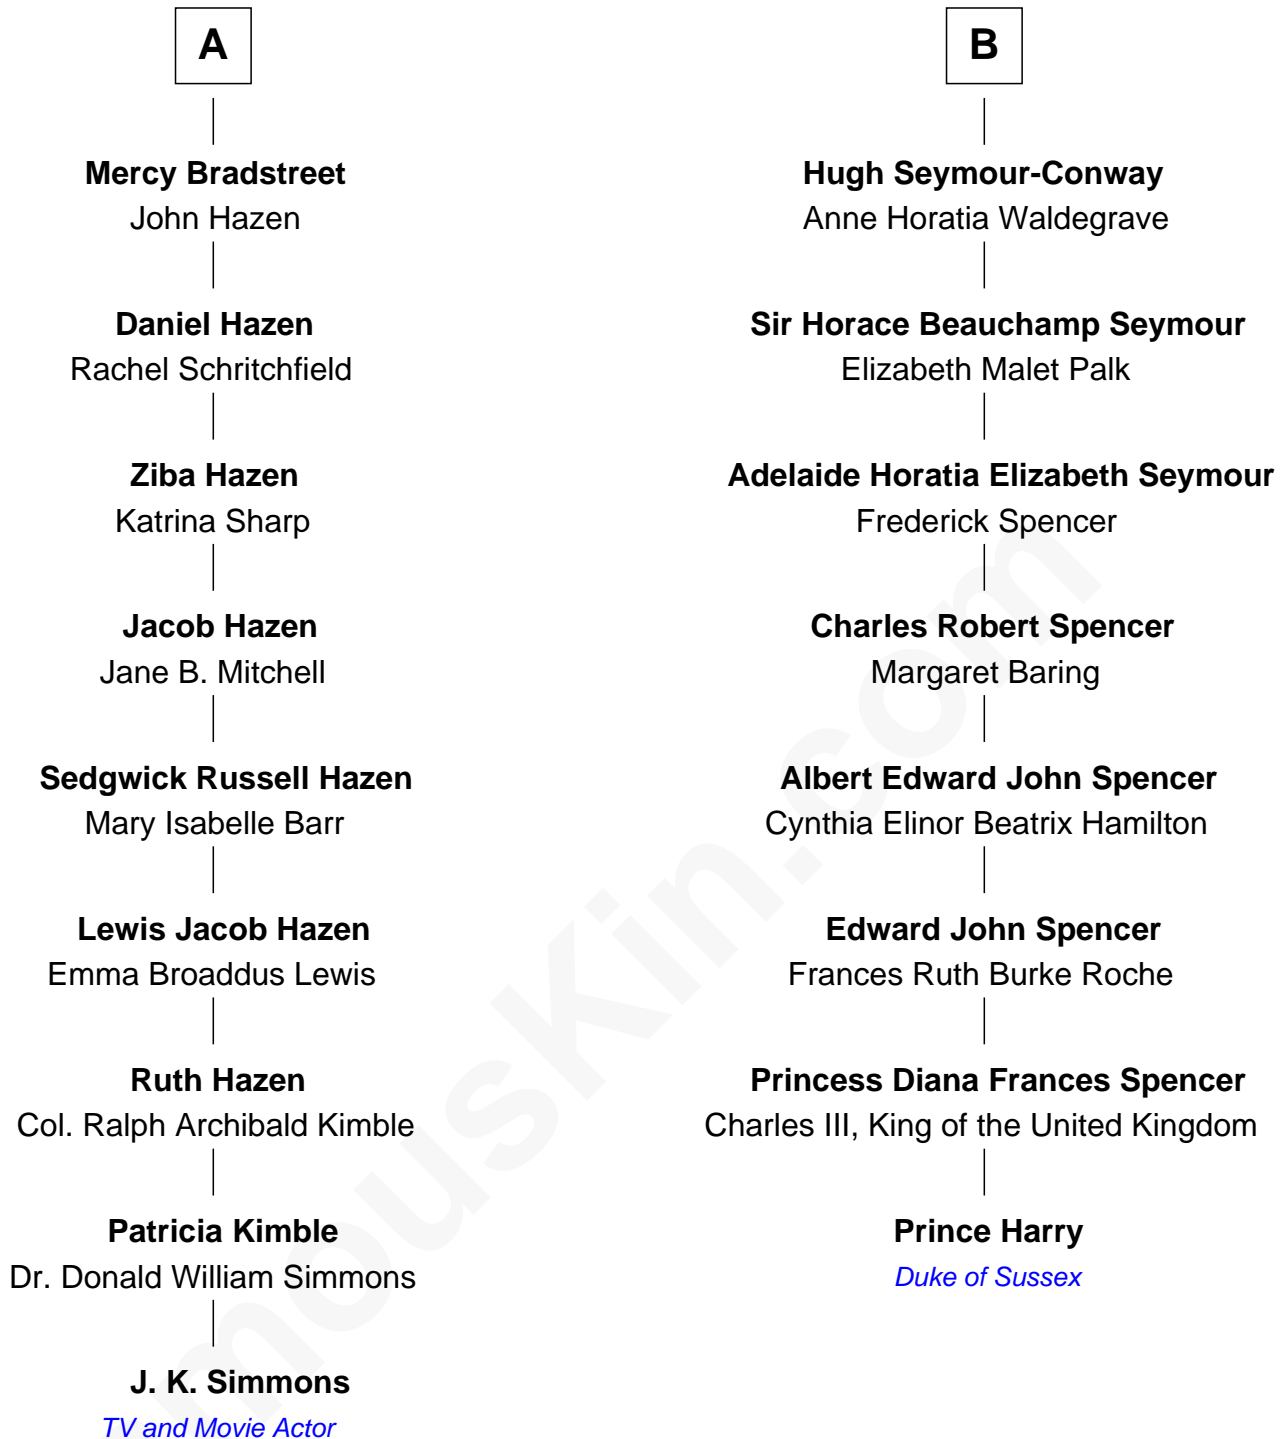 A
Mercy Bradstreet
John Hazen
Daniel Hazen
Rachel Schritchfield
Ziba Hazen
Katrina Sharp
Jacob Hazen
Jane B. Mitchell
Sedgwick Russell Hazen
Mary Isabelle Barr
Lewis Jacob Hazen
Emma Broaddus Lewis
Ruth Hazen
Col. Ralph Archibald Kimble
Patricia Kimble
Dr. Donald William Simmons
J. K. Simmons
TV and Movie Actor
B
Hugh Seymour-Conway
Anne Horatia Waldegrave
Sir Horace Beauchamp Seymour
Elizabeth Malet Palk
Adelaide Horatia Elizabeth Seymour
Frederick Spencer
Charles Robert Spencer
Margaret Baring
Albert Edward John Spencer
Cynthia Elinor Beatrix Hamilton
Edward John Spencer
Frances Ruth Burke Roche
Princess Diana Frances Spencer
Charles III, King of the United Kingdom
Prince Harry
Duke of Sussex
mousKin.com